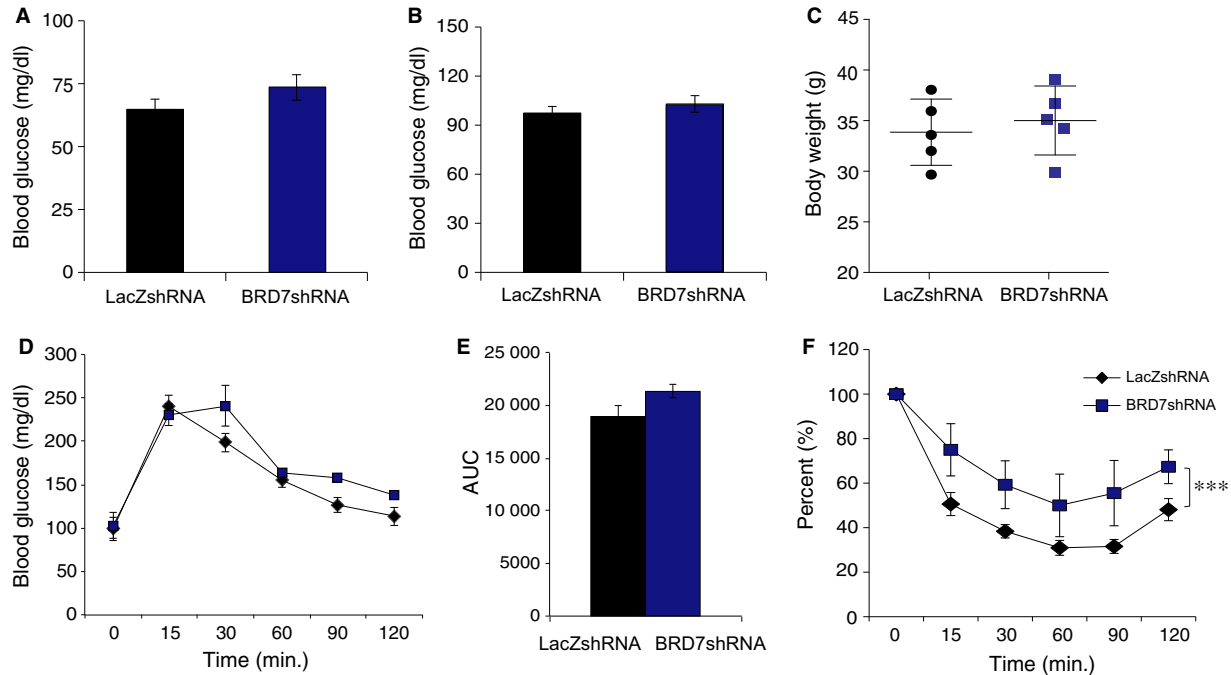 A
Blood glucose (mg/dl)
100
75
50
25
0
LacZshRNA
BRD7shRNA
B
Blood glucose (mg/dl)
150
120
90
60
30
0
LacZshRNA
BRD7shRNA
C
Body weight (g)
45
40
35
30
25
20
LacZshRNA
BRD7shRNA
D
Blood glucose (mg/dl)
300
250
200
150
100
50
0
0 15 30 60 90 120
Time (min.)
E
AUC
25 000
20 000
15 000
10 000
5000
0
LacZshRNA BRD7shRNA
F
Percent (%)
120
100
80
60
40
20
0
0 15 30 60 90 120
Time (min.)
LacZshRNA
BRD7shRNA
***